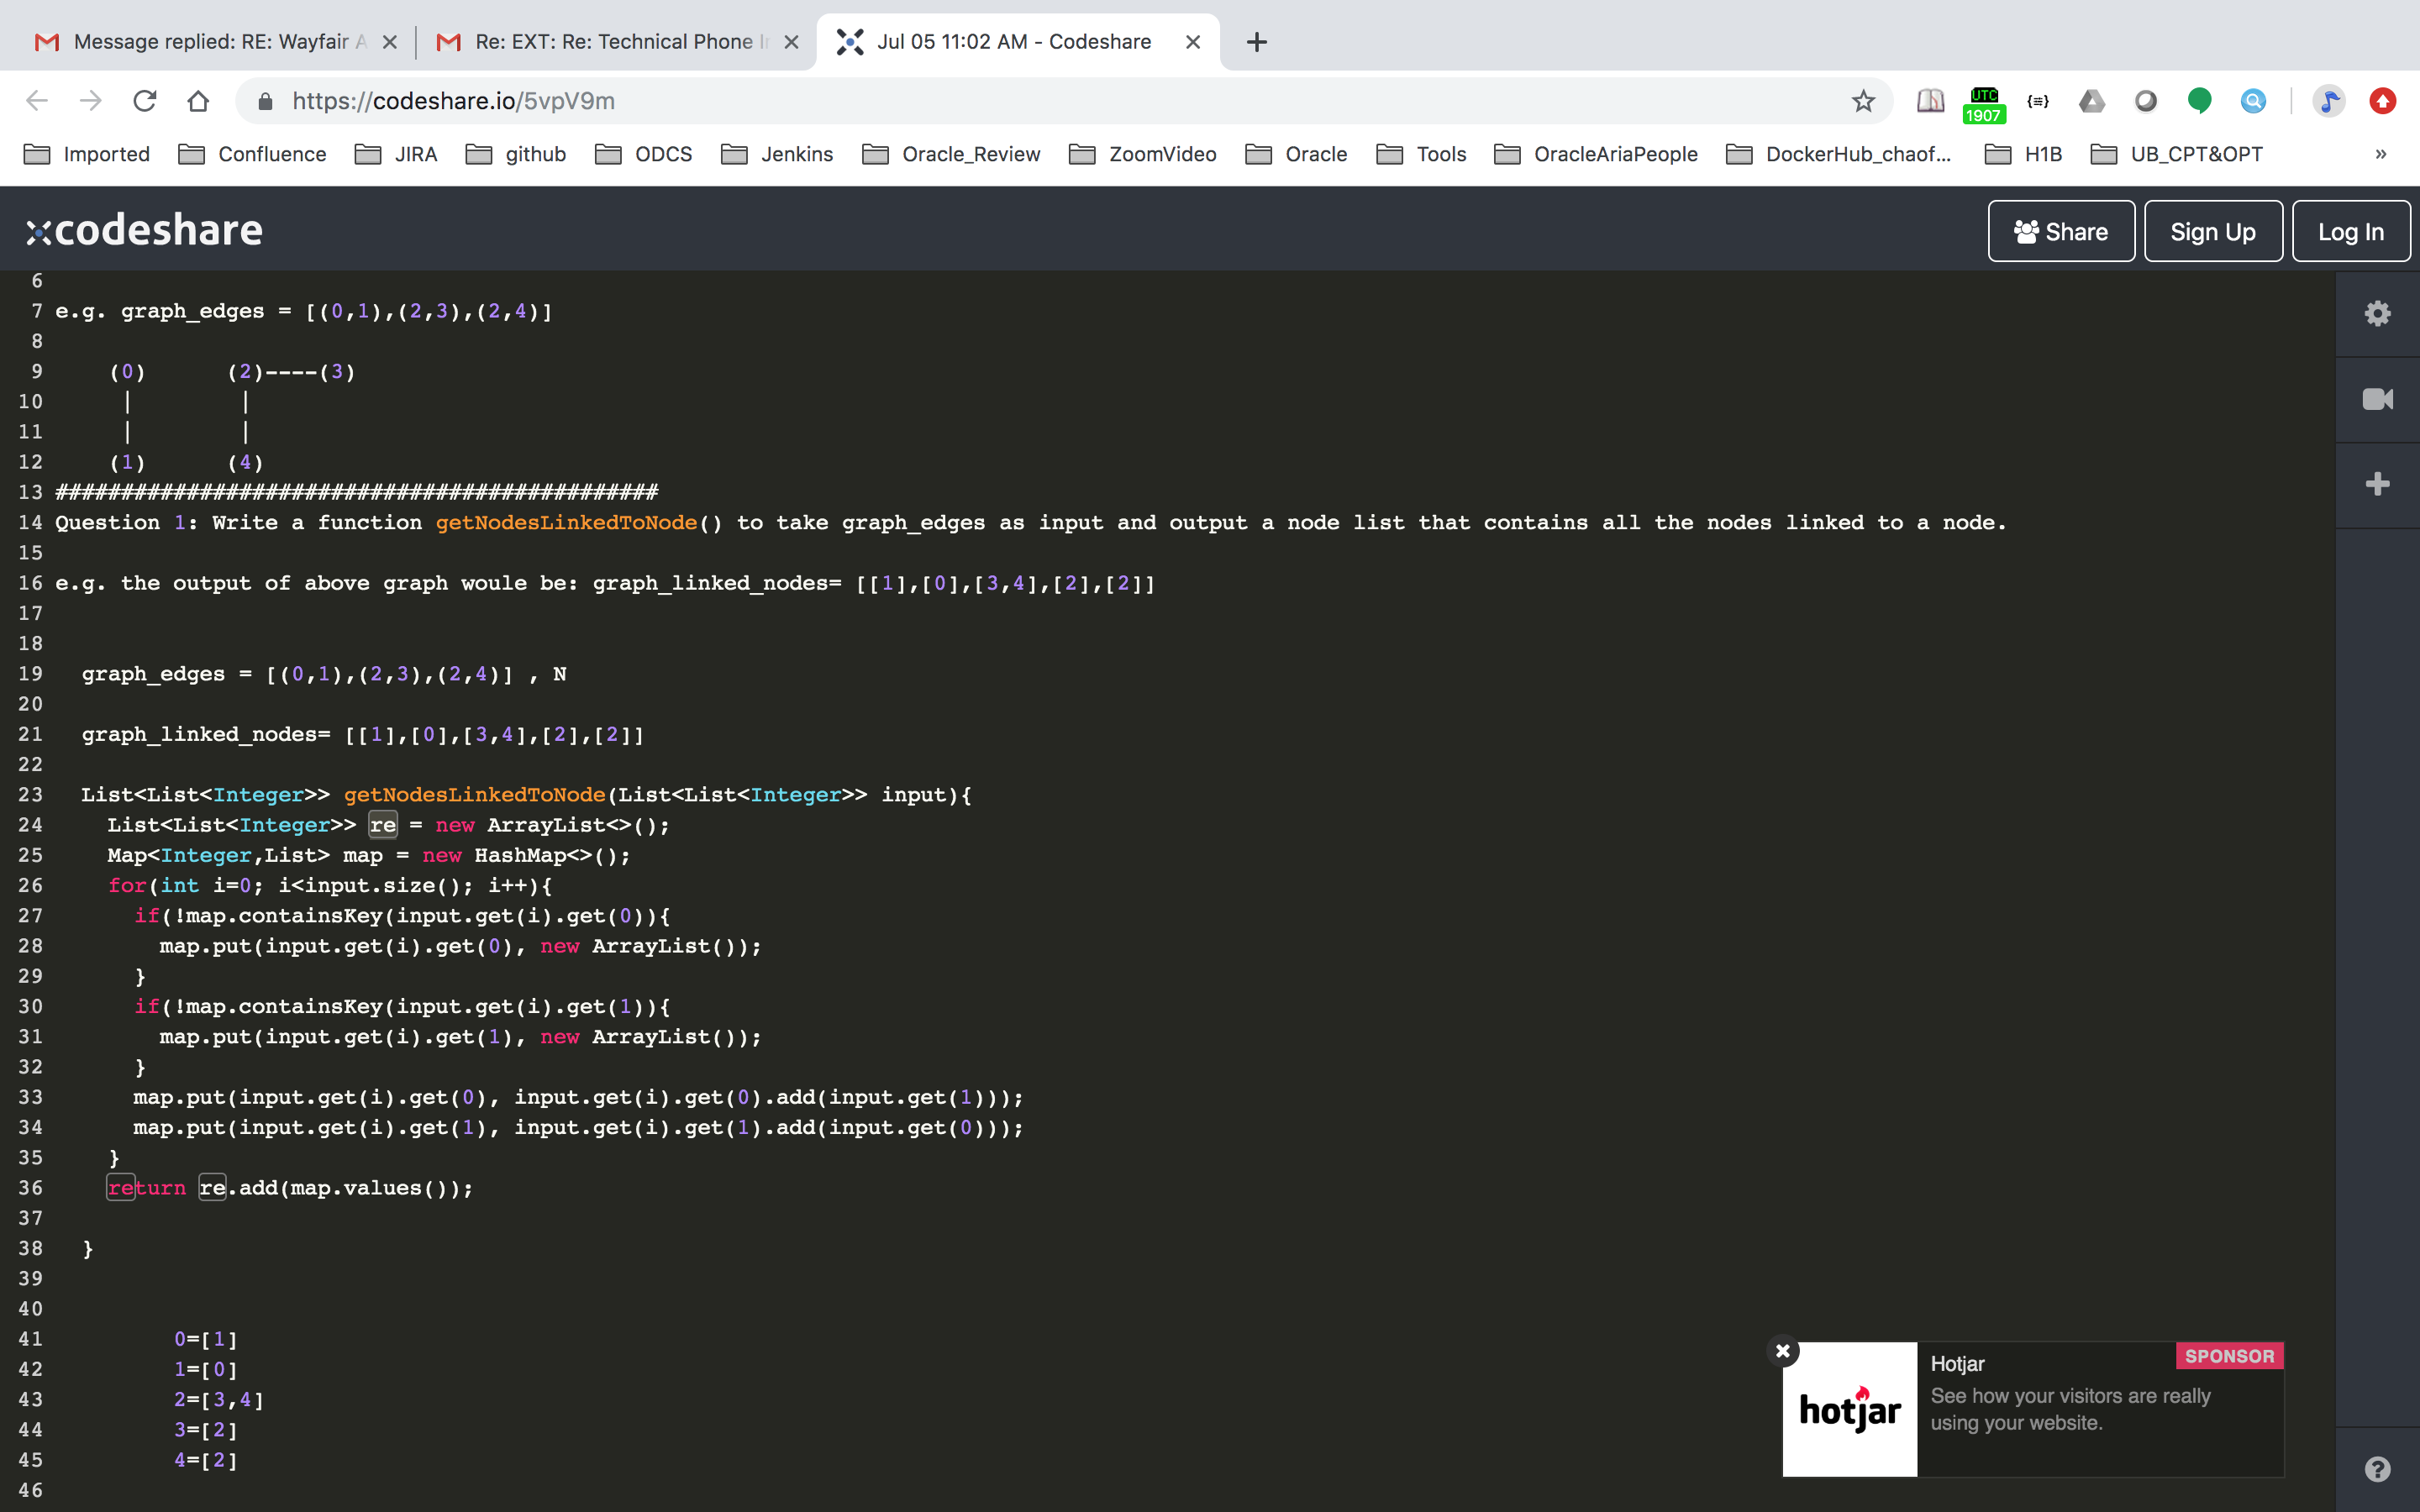 Message replied: RE: Wayfair A
Re: EXT: Re: Technical Phone In
Jul 05 11:02 AM - Codeshare
https://codeshare.io/5vpV9m
UTC
1907
Imported
Confluence
JIRA
github
ODCS
Jenkins
Oracle_Review
ZoomVideo
Oracle
Tools
OracleAriaPeople
DockerHub_chaof...
H1B
UB_CPT&OPT
»
codeshare
Share
Sign Up
Log In
6
7 e.g. graph_edges = [(0,1),(2,3),(2,4)]
8
9 (0) (2)----(3)
10 | |
11 | |
12 (1) (4)
13 ##############################################
14 Question 1: Write a function getNodesLinkedToNode() to take graph_edges as input and output a node list that contains all the nodes linked to a node.
15
16 e.g. the output of above graph woule be: graph_linked_nodes= [[1],[0],[3,4],[2],[2]]
17
18
19 graph_edges = [(0,1),(2,3),(2,4)] , N
20
21 graph_linked_nodes= [[1],[0],[3,4],[2],[2]]
22
23 List<List<Integer>> getNodesLinkedToNode(List<List<Integer>> input){
24 List<List<Integer>> re = new ArrayList<>();
25 Map<Integer,List> map = new HashMap<>();
26 for(int i=0; i<input.size(); i++){
27 if(!map.containsKey(input.get(i).get(0)){
28 map.put(input.get(i).get(0), new ArrayList());
29 }
30 if(!map.containsKey(input.get(i).get(1)){
31 map.put(input.get(i).get(1), new ArrayList());
32 }
33 map.put(input.get(i).get(0), input.get(i).get(0).add(input.get(1)));
34 map.put(input.get(i).get(1), input.get(i).get(1).add(input.get(0)));
35 }
36 return re.add(map.values());
37
38 }
39
40
41 0=[1]
42 1=[0]
43 2=[3,4]
44 3=[2]
45 4=[2]
46
hotjar
Hotjar
SPONSOR
See how your visitors are really
using your website.